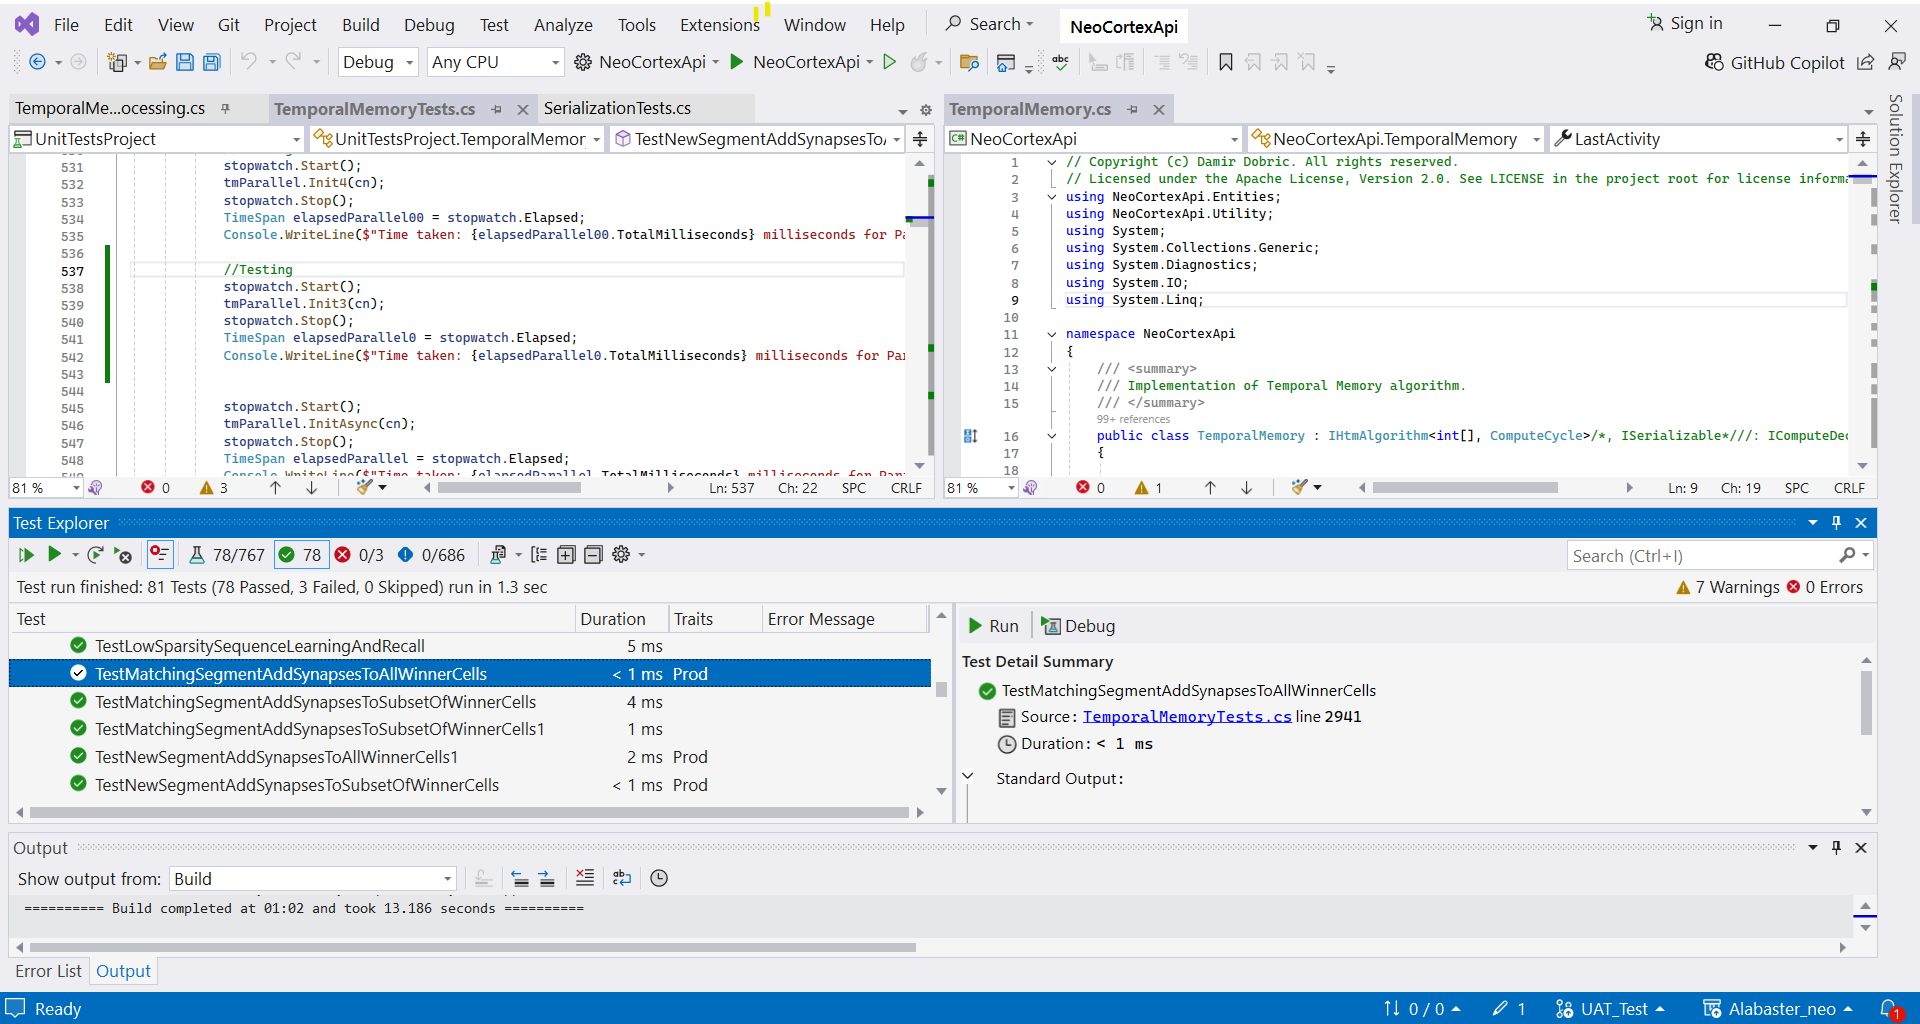 File Edit View Git Project Build Debug Test Analyze Tools Extensions Window Help Search NeoCortexApi Sign in
Debug Any CPU NeoCortexApi NeoCortexApi abc GitHub Copilot
TemporalMe...ocessing.cs TemporalMemoryTests.cs SerializationTests.cs
UnitTestsProject UnitTestsProject.TemporalMemor TestNewSegmentAddSynapsesTo
531 stopwatch.Start();
532 tmParallel.Init4(cn);
533 stopwatch.Stop();
534 TimeSpan elapsedParallel00 = stopwatch.Elapsed;
535 Console.WriteLine($"Time taken: {elapsedParallel00.TotalMilliseconds} milliseconds for Pa
536
537 //Testing
538 stopwatch.Start();
539 tmParallel.Init3(cn);
540 stopwatch.Stop();
541 TimeSpan elapsedParallel0 = stopwatch.Elapsed;
542 Console.WriteLine($"Time taken: {elapsedParallel0.TotalMilliseconds} milliseconds for Par
543
544
545 stopwatch.Start();
546 tmParallel.InitAsync(cn);
547 stopwatch.Stop();
548 TimeSpan elapsedParallel = stopwatch.Elapsed;
81 % 0 3 Ln: 537 Ch: 22 SPC CRLF
TemporalMemory.cs
C# NeoCortexApi NeoCortexApi.TemporalMemory LastActivity
1 // Copyright (c) Damir Dobric. All rights reserved.
2 // Licensed under the Apache License, Version 2.0. See LICENSE in the project root for license informa
3 using NeoCortexApi.Entities;
4 using NeoCortexApi.Utility;
5 using System;
6 using System.Collections.Generic;
7 using System.Diagnostics;
8 using System.IO;
9 using System.Linq;
10
11 namespace NeoCortexApi
12 {
13 /// <summary>
14 /// Implementation of Temporal Memory algorithm.
15 /// </summary>
99+ references
16 public class TemporalMemory : IHtmAlgorithm<int[], ComputeCycle>/*, ISerializable*///: IComputeDec
17 {
18
81 % 0 1 Ln: 9 Ch: 19 SPC CRLF
Solution Explorer
Test Explorer
78/767 78 0/3 0/686 Search (Ctrl+I)
Test run finished: 81 Tests (78 Passed, 3 Failed, 0 Skipped) run in 1.3 sec 7 Warnings 0 Errors
Test Duration Traits Error Message
TestLowSparsitySequenceLearningAndRecall 5 ms
TestMatchingSegmentAddSynapsesToAllWinnerCells < 1 ms Prod
TestMatchingSegmentAddSynapsesToSubsetOfWinnerCells 4 ms
TestMatchingSegmentAddSynapsesToSubsetOfWinnerCells1 1 ms
TestNewSegmentAddSynapsesToAllWinnerCells1 2 ms Prod
TestNewSegmentAddSynapsesToSubsetOfWinnerCells < 1 ms Prod
Run Debug
Test Detail Summary
TestMatchingSegmentAddSynapsesToAllWinnerCells
Source: TemporalMemoryTests.cs line 2941
Duration: < 1 ms
Standard Output:
Output
Show output from: Build
========== Build completed at 01:02 and took 13.186 seconds ==========
Error List Output
Ready 0 / 0 1 UAT_Test Alabaster_neo 1